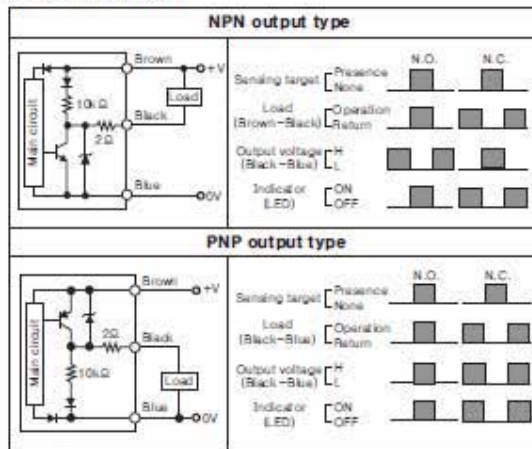 NPN output type
Brown
+V
Load
10kΩ
Black
2Ω
Main circuit
Blue
0V
N.O. N.C.
Sensing target Presence
None
Load Operation
(Brown-Black) Return
Output voltage H
(Black-Blue) L
Indicator ON
(LED) OFF
PNP output type
Brown
+V
2Ω
Black
Main circuit
10kΩ
Load
Blue
0V
N.O. N.C.
Sensing target Presence
None
Load Operation
(Black-Blue) Return
Output voltage H
(Black-Blue) L
Indicator ON
(LED) OFF